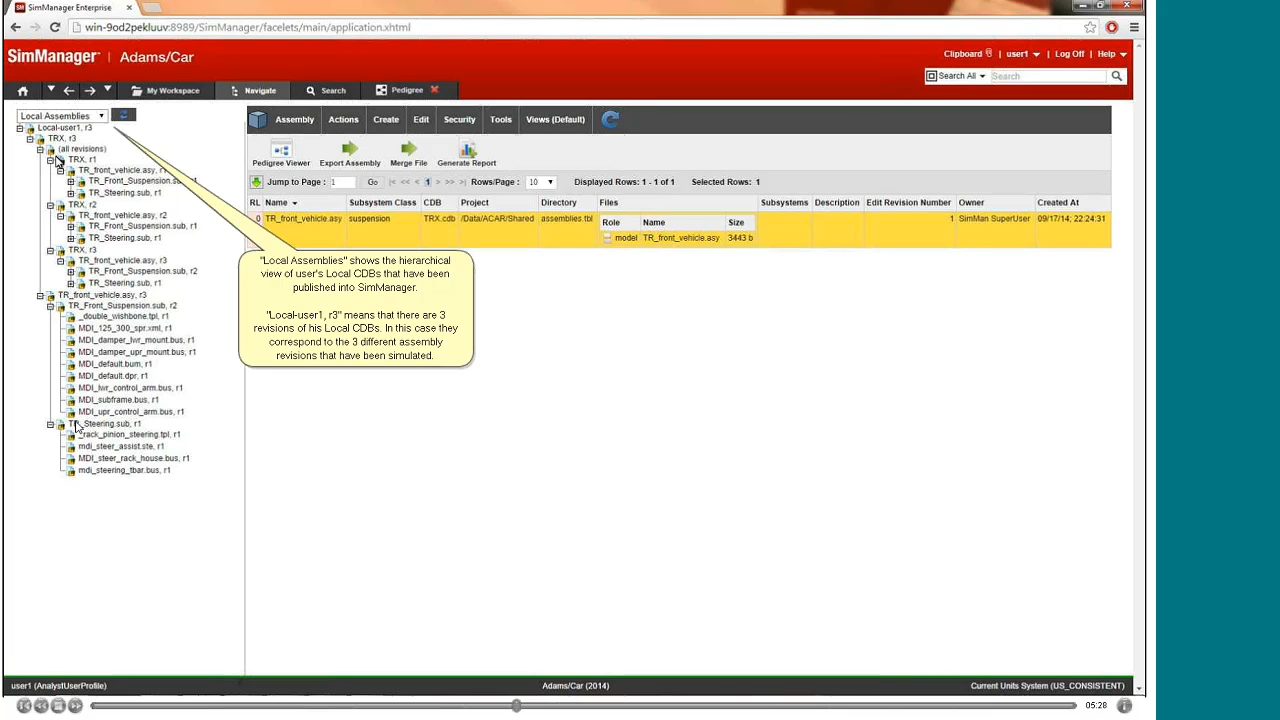 SimManager Enterprise
win-9od2pekluuv:8989/SimManager/facelets/main/application.xhtml
SimManager | Adams/Car
Clipboard | user1 | Log Off | Help
Search All Search
My Workspace Navigate Search Pedigree
Local Assemblies
Local-user1, r3
TRX, r3
(all revisions)
TRX, r1
TR_front_vehicle.asy, r1
TR_Front_Suspension.sub, r1
TR_Steering.sub, r1
TRX, r2
TR_front_vehicle.asy, r2
TR_Front_Suspension.sub, r1
TR_Steering.sub, r1
TRX, r3
TR_front_vehicle.asy, r3
TR_Front_Suspension.sub, r2
TR_Steering.sub, r1
TR_front_vehicle.asy, r3
TR_Front_Suspension.sub, r2
_double_wishbone.tpl, r1
MDI_125_300_spr.xml, r1
MDI_damper_lwr_mount.bus, r1
MDI_damper_upr_mount.bus, r1
MDI_default.bum, r1
MDI_default.dpr, r1
MDI_lwr_control_arm.bus, r1
MDI_subframe.bus, r1
MDI_upr_control_arm.bus, r1
TR_Steering.sub, r1
_rack_pinion_steering.tpl, r1
mdi_steer_assist.ste, r1
MDI_steer_rack_house.bus, r1
mdi_steering_tbar.bus, r1
Assembly Actions Create Edit Security Tools Views (Default)
Pedigree Viewer Export Assembly Merge File Generate Report
Jump to Page : 1 Go |<< << < 1 > >> >>| Rows/Page : 10 Displayed Rows: 1 - 1 of 1 Selected Rows: 1
RL Name Subsystem Class CDB Project Directory Files Subsystems Description Edit Revision Number Owner Created At
0 TR_front_vehicle.asy suspension TRX.cdb /Data/ACAR/Shared assemblies.tbl Role Name Size 1 SimMan SuperUser 09/17/14; 22:24:31
model TR_front_vehicle.asy 3443 b
"Local Assemblies" shows the hierarchical
view of user's Local CDBs that have been
published into SimManager.
"Local-user1, r3" means that there are 3
revisions of his Local CDBs. In this case they
correspond to the 3 different assembly
revisions that have been simulated.
user1 (AnalystUserProfile) Adams/Car (2014) Current Units System (US_CONSISTENT)
05:28